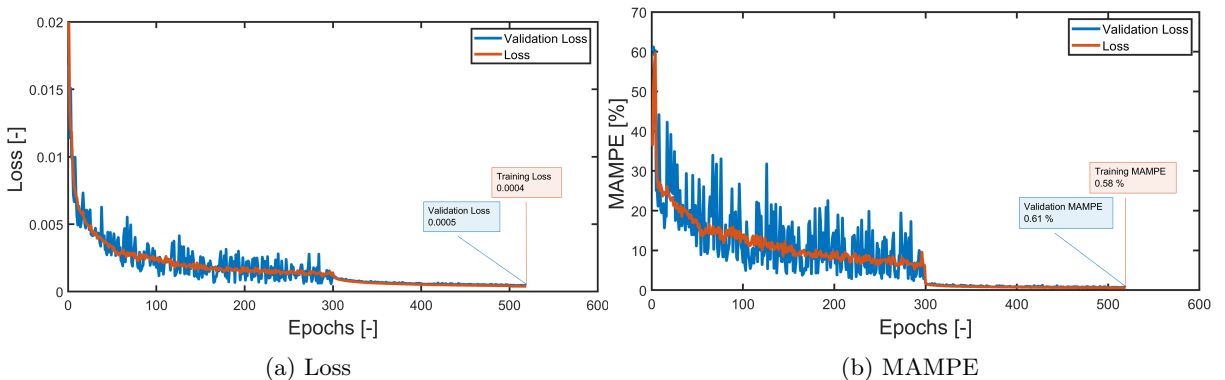 0.02
0.015
0.01
0.005
0
Loss [-]
Validation Loss
Loss
Training Loss
0.0004
Validation Loss
0.0005
0 100 200 300 400 500 600
Epochs [-]
(a) Loss
70
60
50
40
30
20
10
0
MAMPE [%]
Validation Loss
Loss
Training MAMPE
0.58 %
Validation MAMPE
0.61 %
0 100 200 300 400 500 600
Epochs [-]
(b) MAMPE